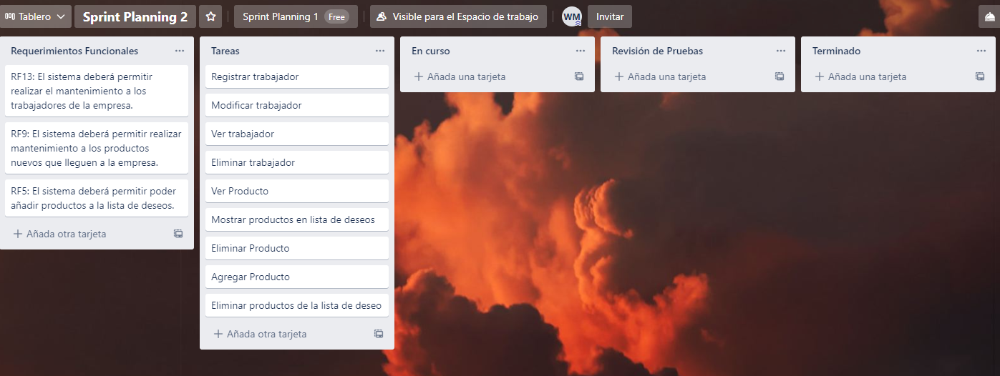 Tablero
Sprint Planning 2
Sprint Planning 1 Free
Visible para el Espacio de trabajo
WM
Invitar
Requerimientos Funcionales
RF13: El sistema deberá permitir
realizar el mantenimiento a los
trabajadores de la empresa.
RF9: El sistema deberá permitir realizar
mantenimiento a los productos
nuevos que lleguen a la empresa.
RF5: El sistema deberá permitir poder
añadir productos a la lista de deseos.
Añada otra tarjeta
Tareas
Registrar trabajador
Modificar trabajador
Ver trabajador
Eliminar trabajador
Ver Producto
Mostrar productos en lista de deseos
Eliminar Producto
Agregar Producto
Eliminar productos de la lista de deseo
Añada otra tarjeta
En curso
Añada una tarjeta
Revisión de Pruebas
Añada una tarjeta
Terminado
Añada una tarjeta